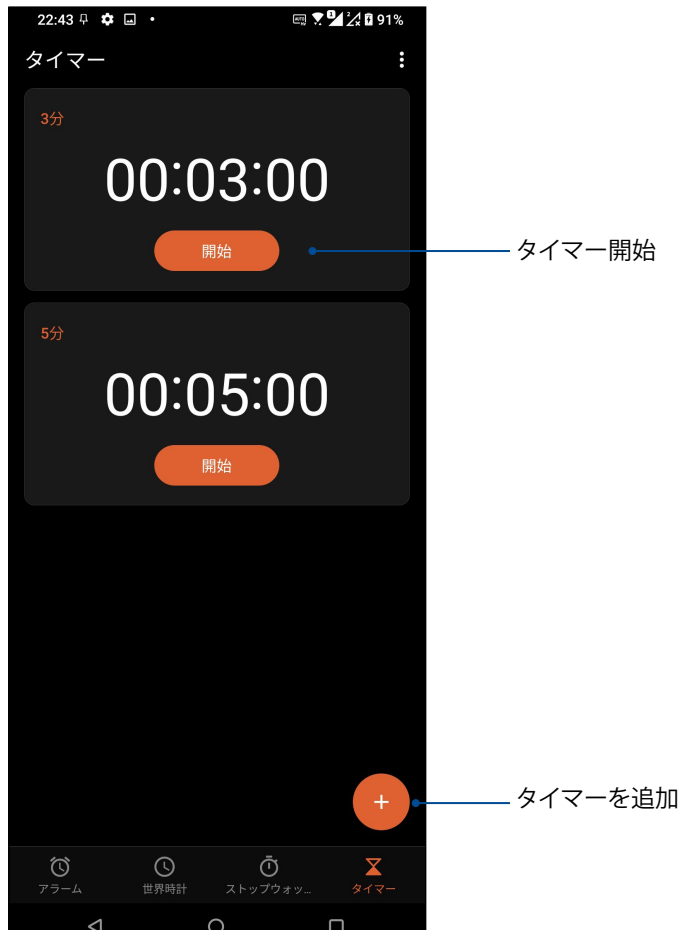 22:43
91%
タイマー
3分
00:03:00
開始
タイマー開始
5分
00:05:00
開始
+
タイマーを追加
アラーム
世界時計
ストップウォッ...
タイマー